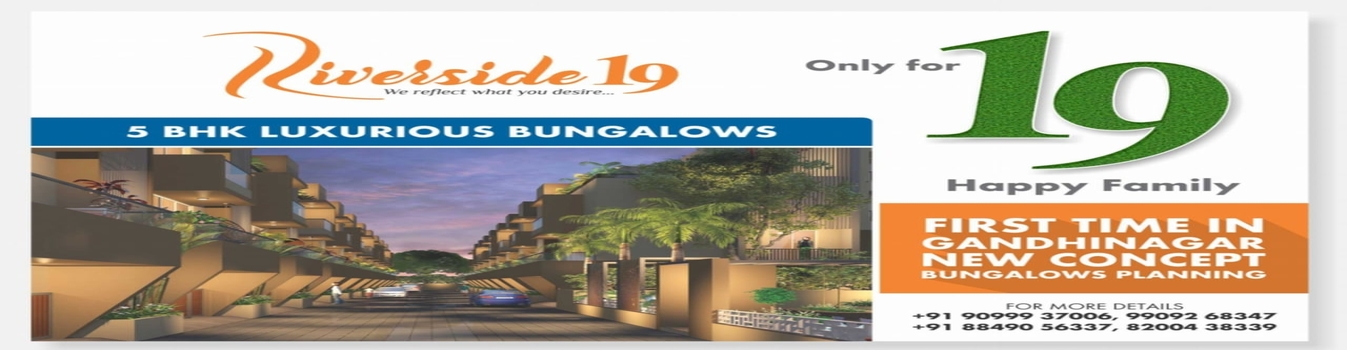 Riverside 19
We reflect what you desire...
5 BHK LUXURIOUS BUNGALOWS
Only for 19
Happy Family
FIRST TIME IN
GANDHINAGAR
NEW CONCEPT
BUNGALOWS PLANNING
FOR MORE DETAILS
+91 90999 37006, 99092 68347
+91 88490 56337, 82004 38339